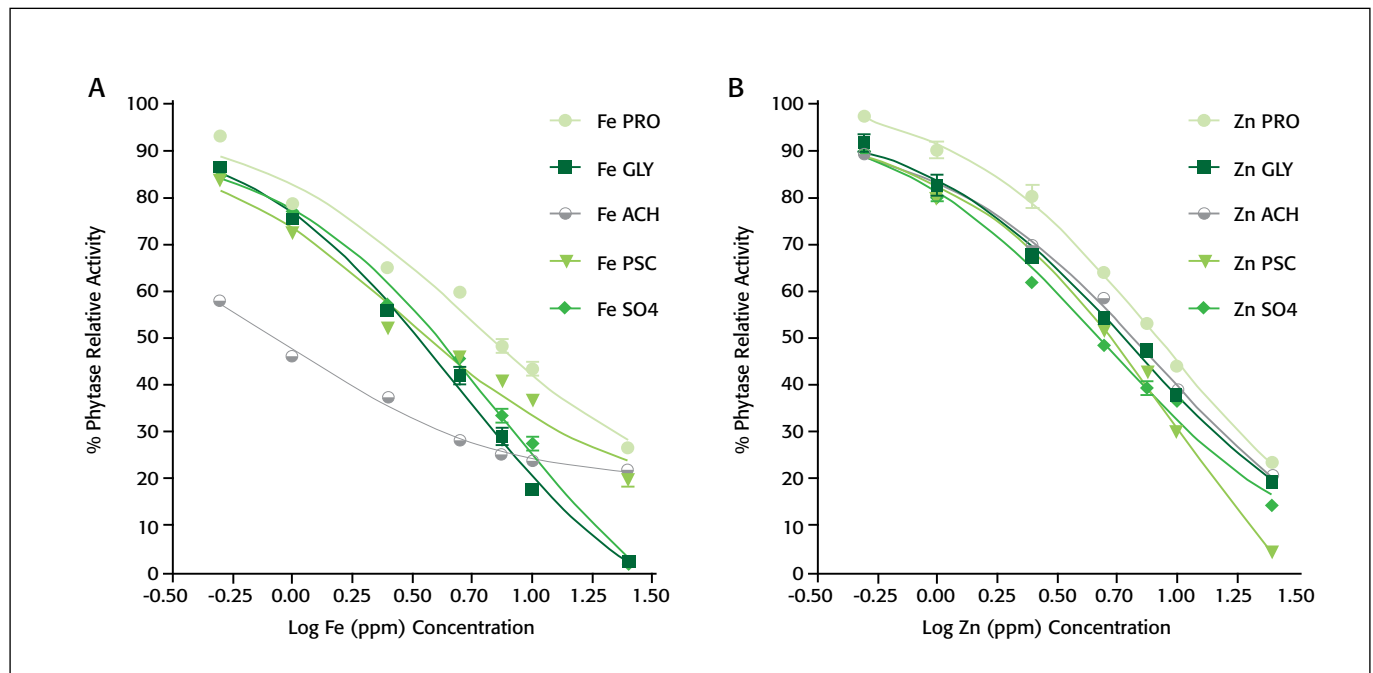 A
100
90
80
70
60
50
40
30
20
10
0
% Phytase Relative Activity
-0.50 -0.25 0.00 0.25 0.50 0.70 1.00 1.25 1.50
Log Fe (ppm) Concentration
Fe PRO
Fe GLY
Fe ACH
Fe PSC
Fe SO4
B
100
90
80
70
60
50
40
30
20
10
0
% Phytase Relative Activity
-0.50 -0.25 0.00 0.25 0.50 0.70 1.00 1.25 1.50
Log Zn (ppm) Concentration
Zn PRO
Zn GLY
Zn ACH
Zn PSC
Zn SO4